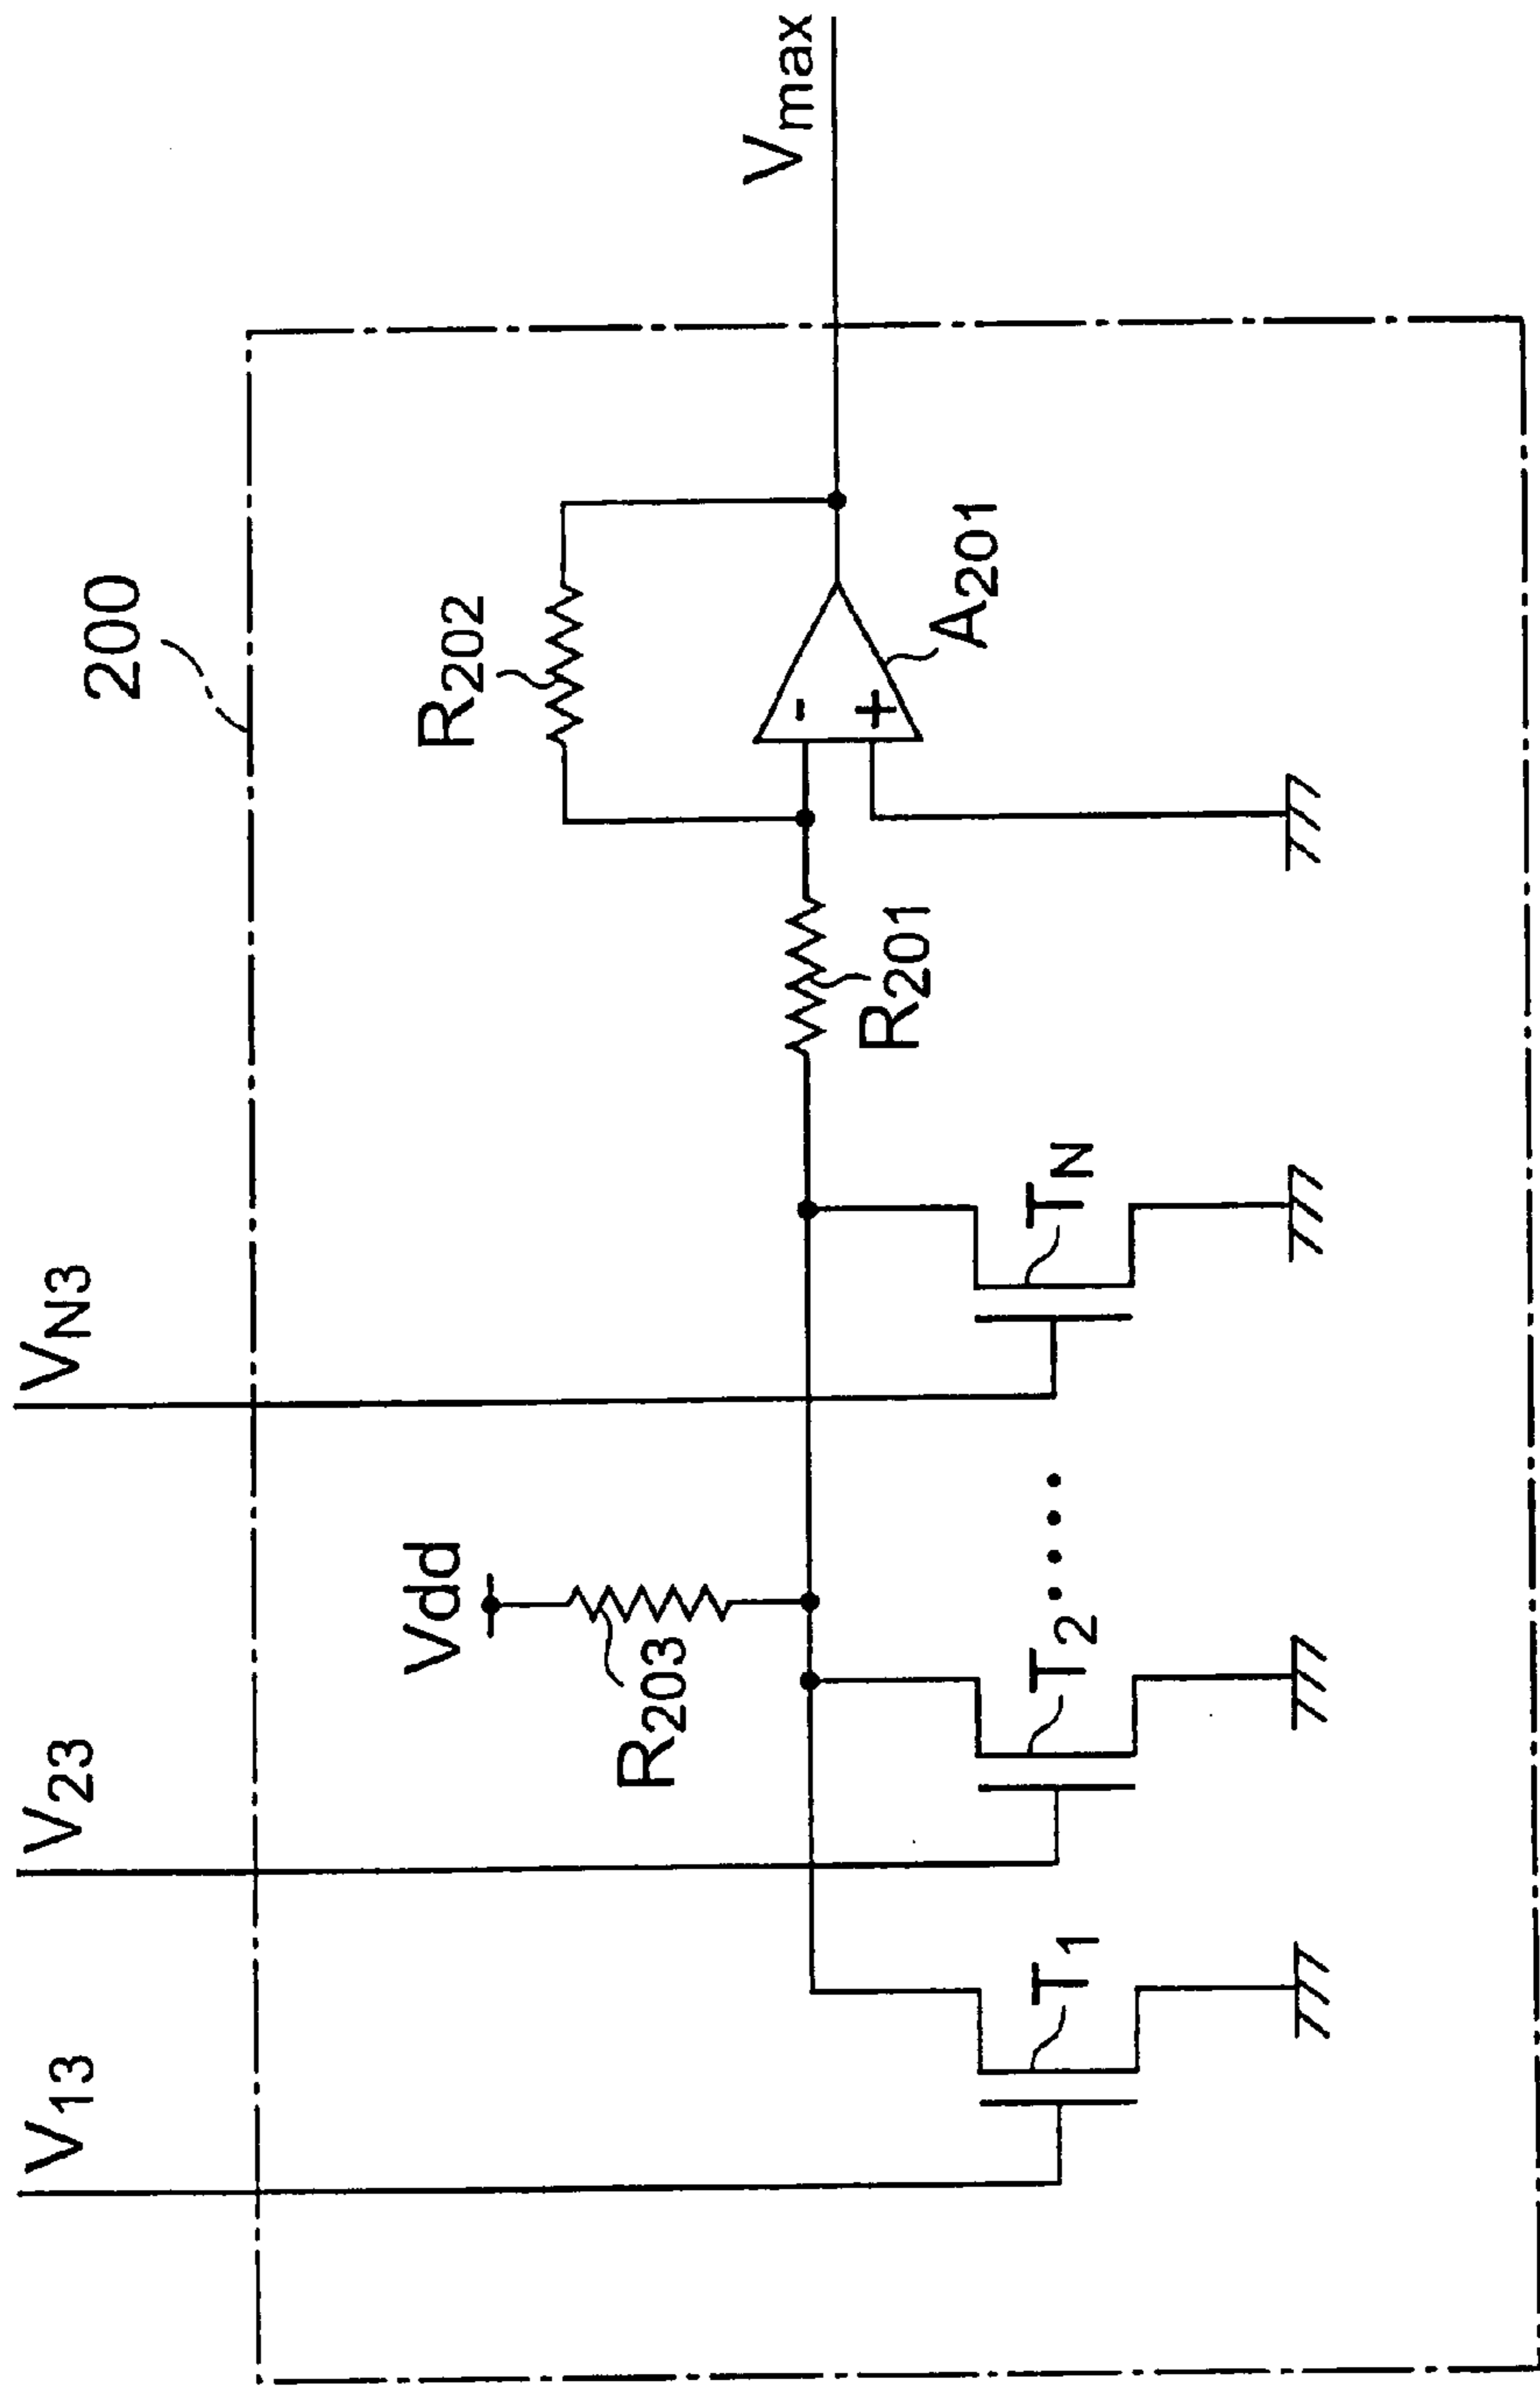 200
V13
V23
VN3
Vdd
R203
R202
Vmax
R201
-
+
A201
T1
T2
....
TN